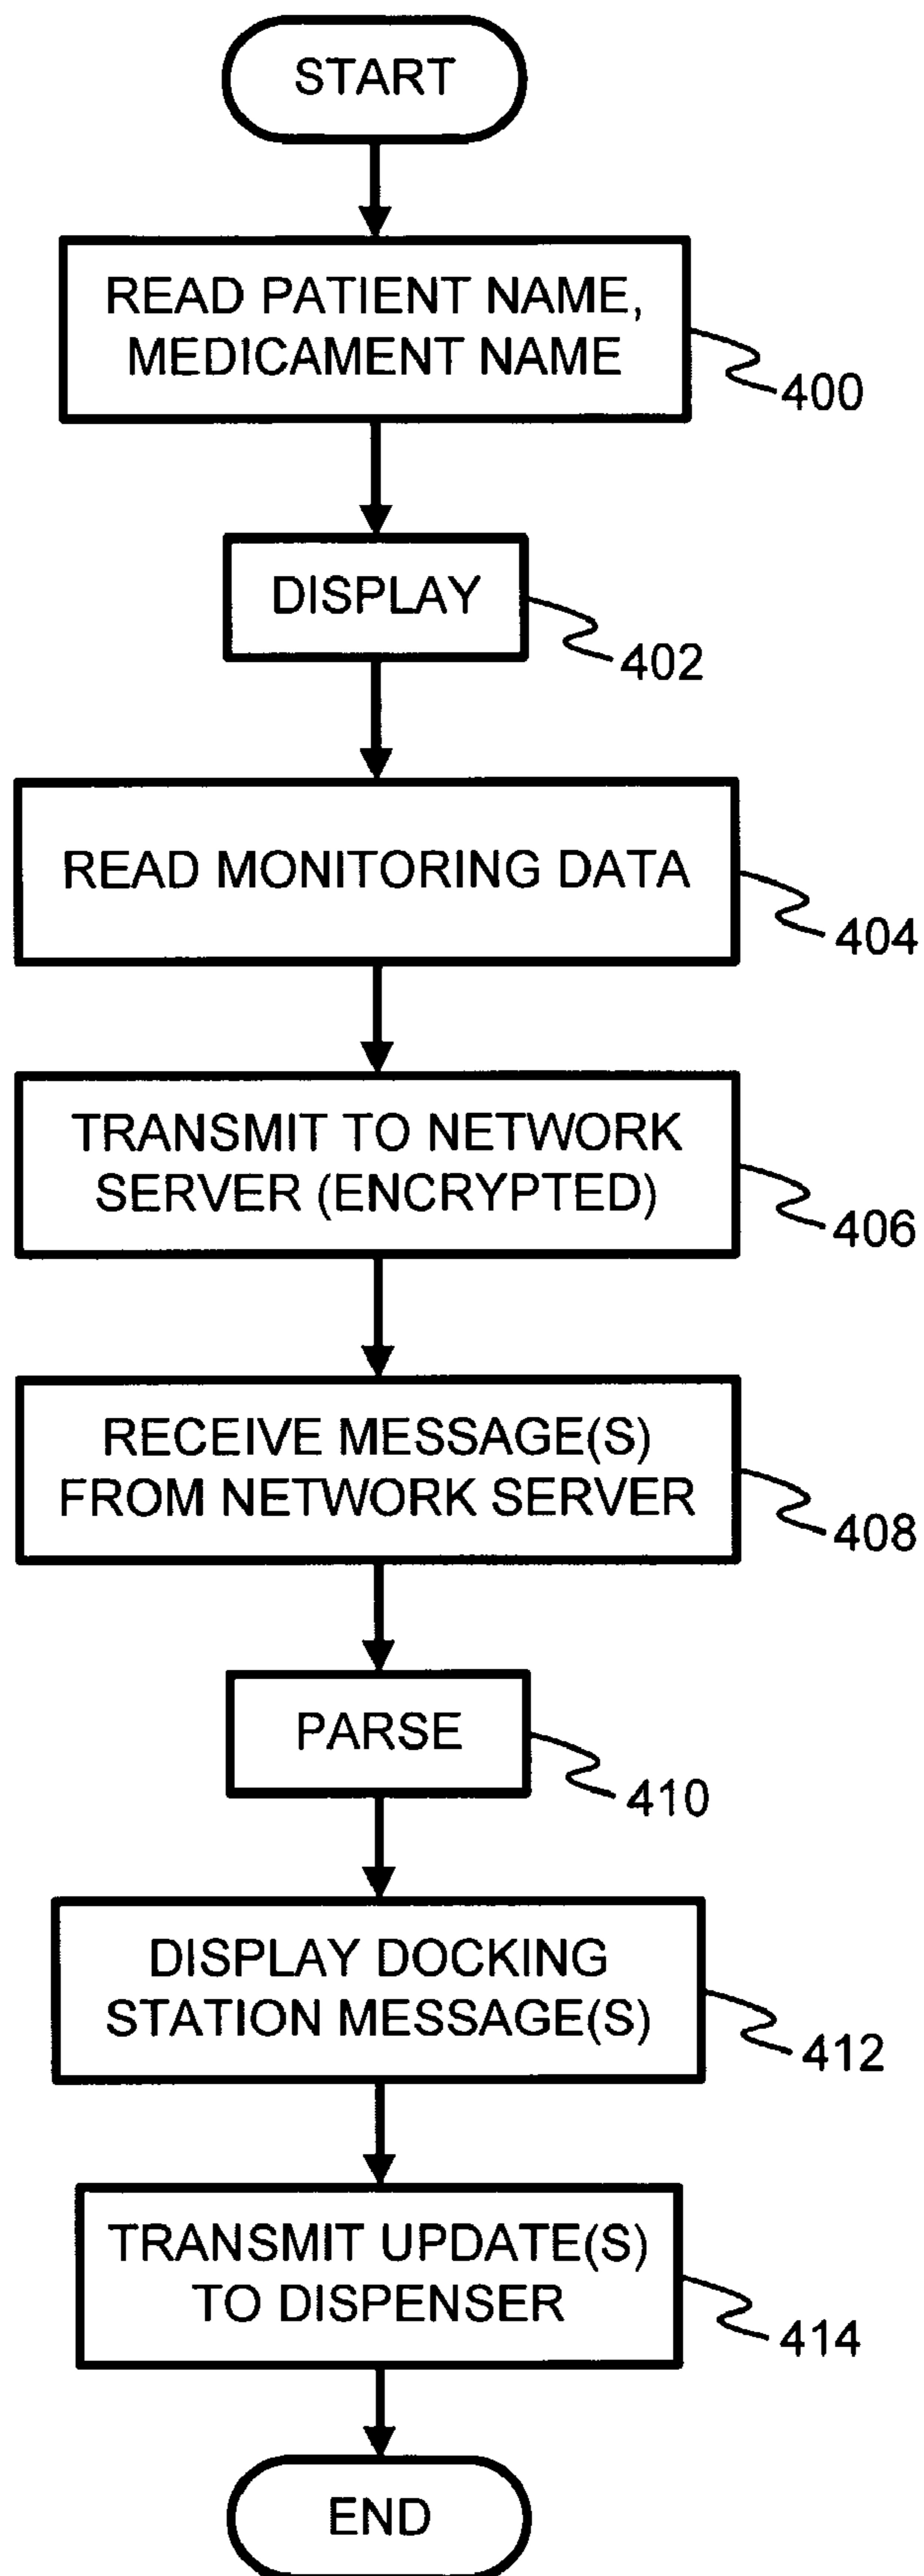 START
READ PATIENT NAME,
MEDICAMENT NAME
400
DISPLAY
402
READ MONITORING DATA
404
TRANSMIT TO NETWORK
SERVER (ENCRYPTED)
406
RECEIVE MESSAGE(S)
FROM NETWORK SERVER
408
PARSE
410
DISPLAY DOCKING
STATION MESSAGE(S)
412
TRANSMIT UPDATE(S)
TO DISPENSER
414
END